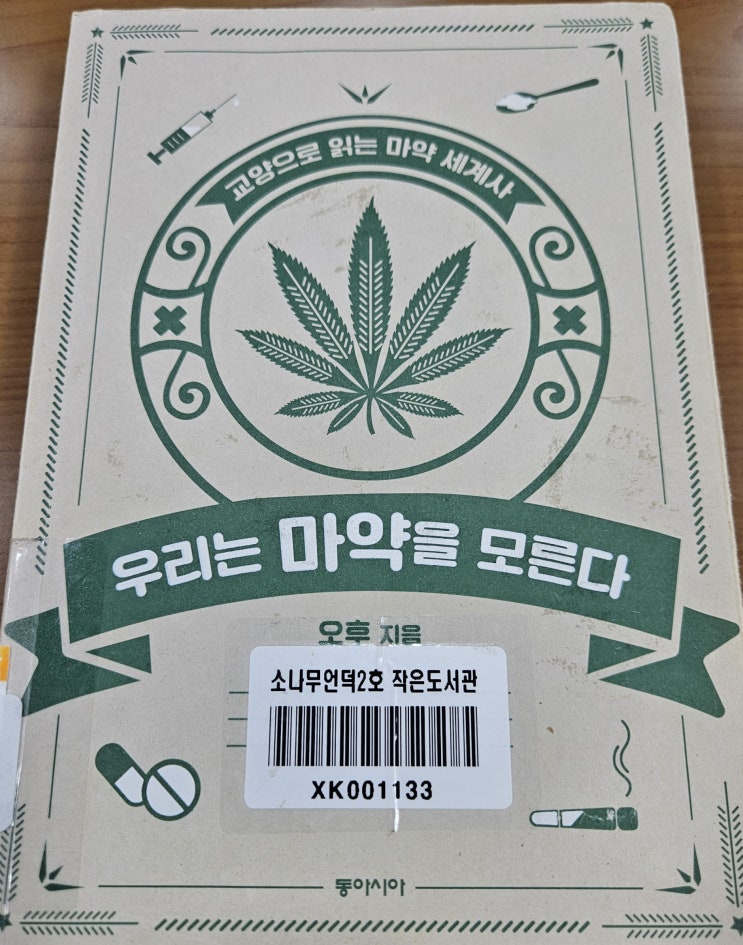 교양으로 읽는 마약 세계사
우리는 마약을 모른다
오후 지음
소나무언덕2호 작은도서관
XK001133
동아시아